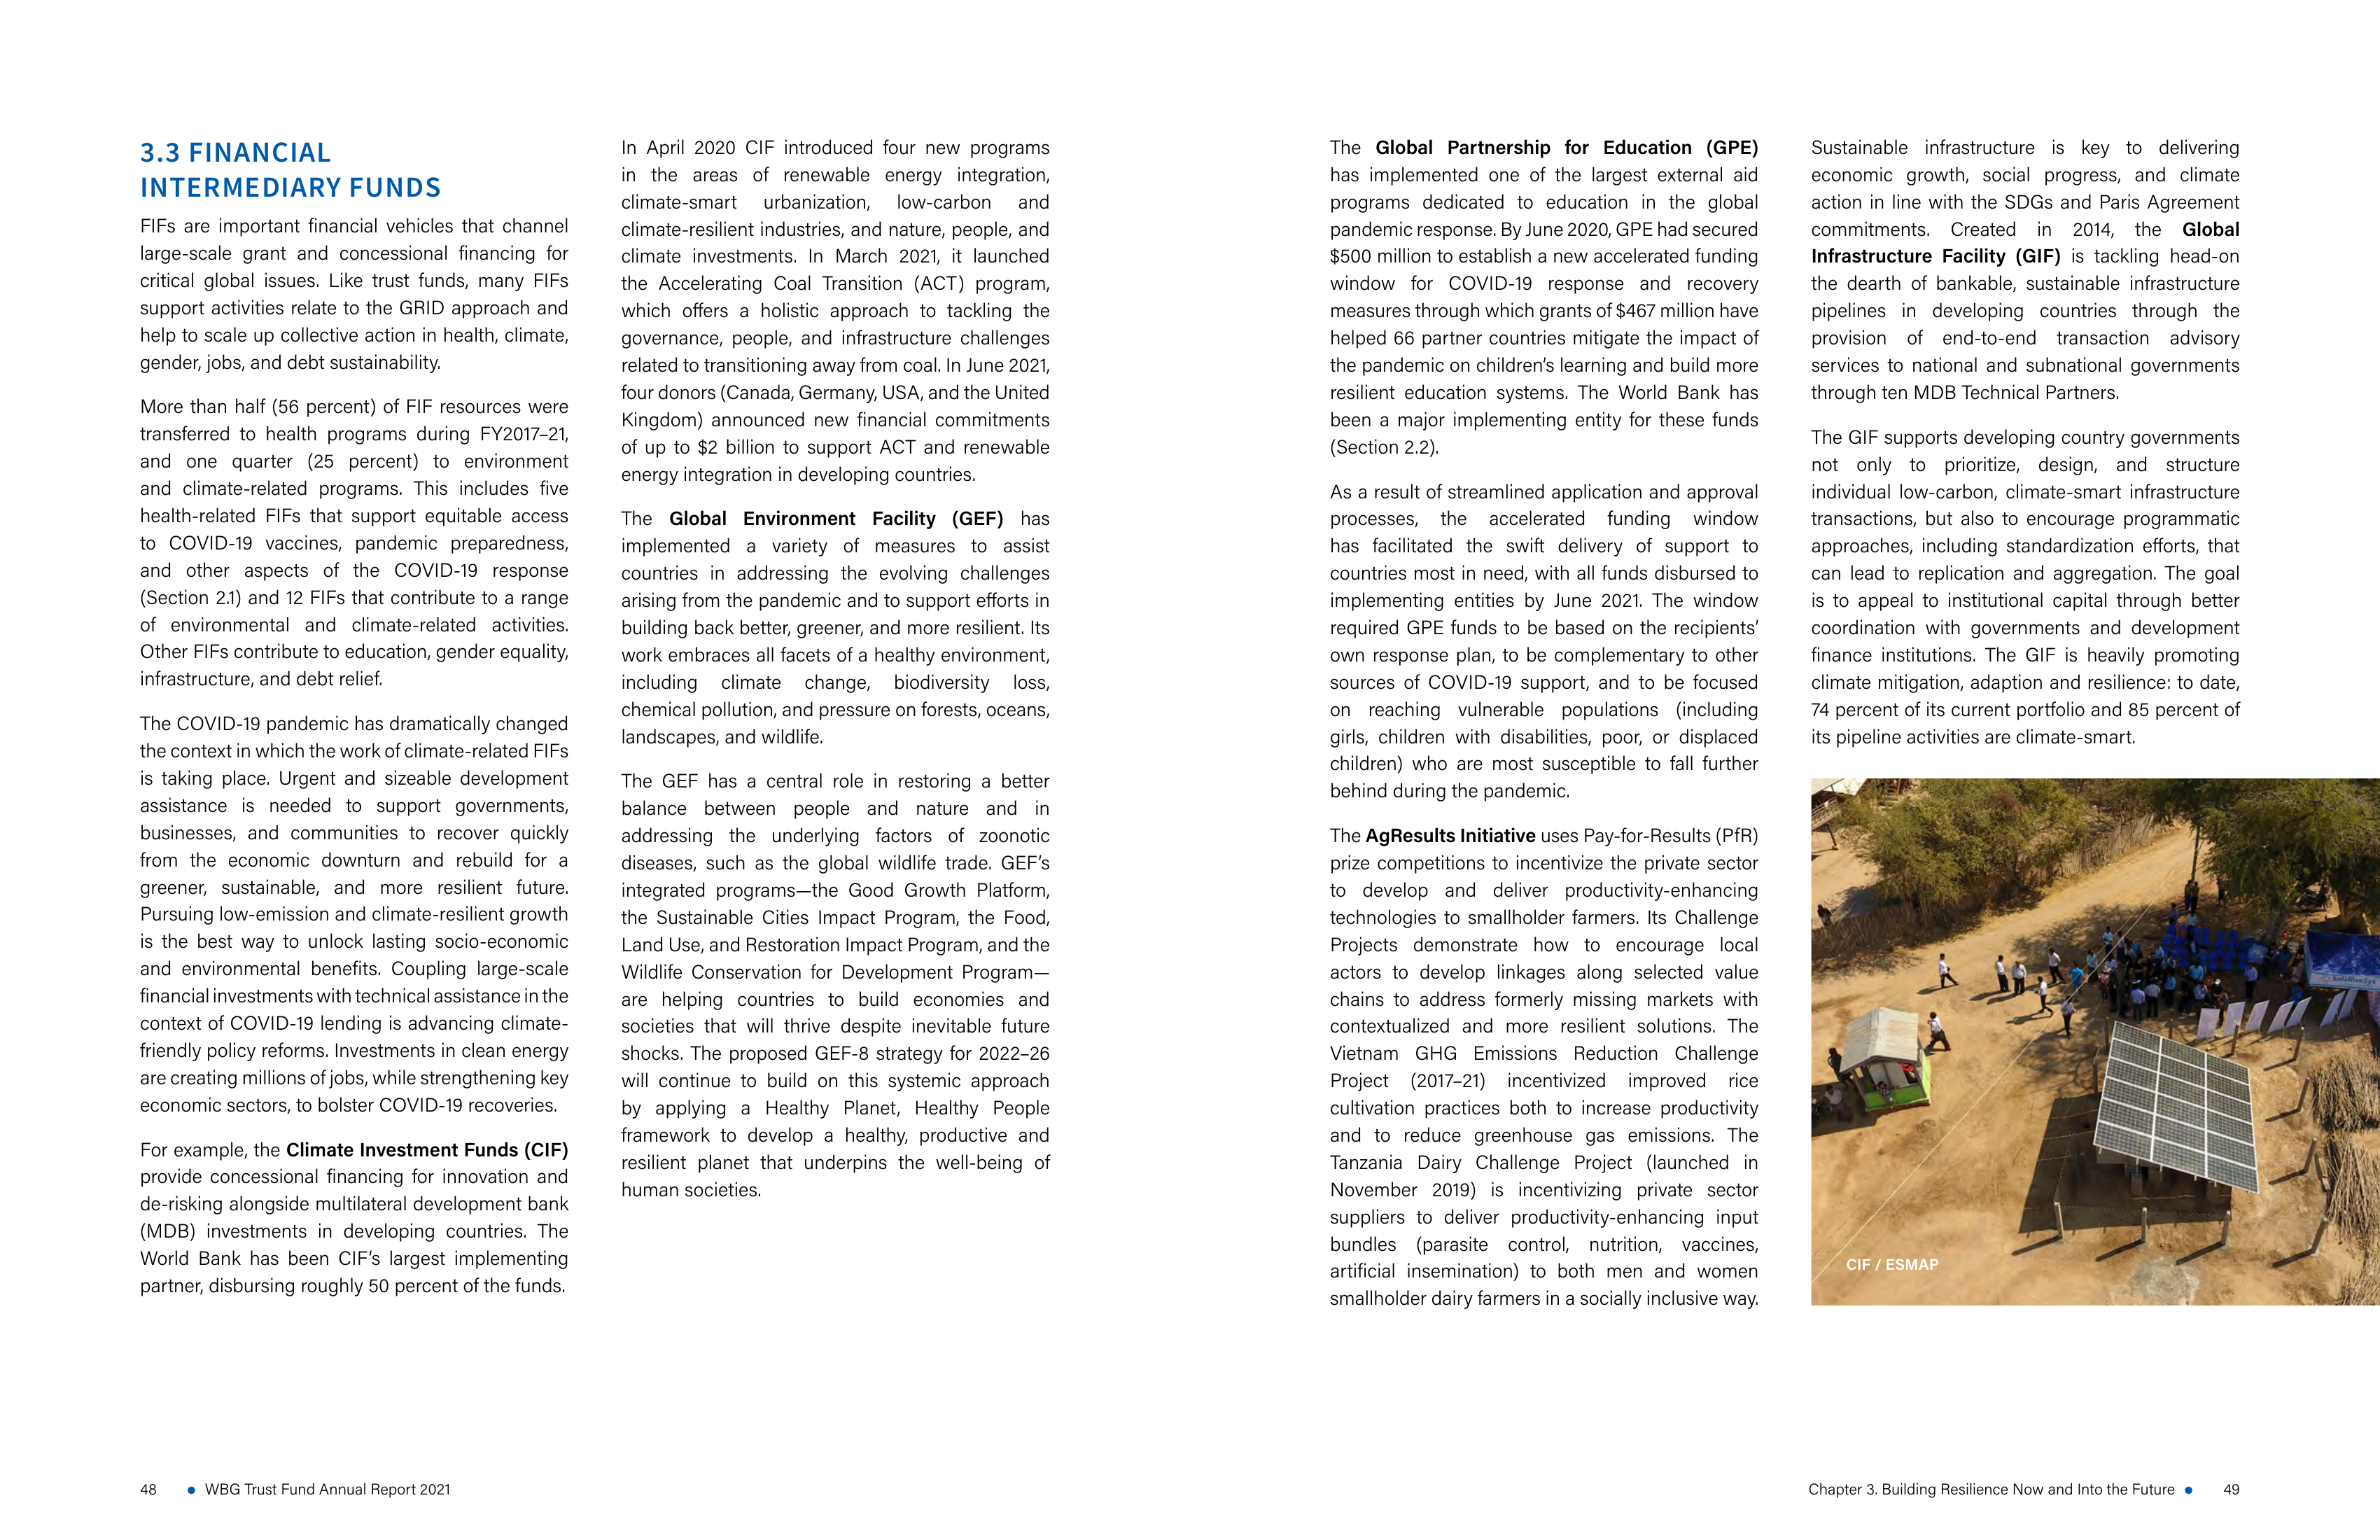 3.3 FINANCIAL
INTERMEDIARY FUNDS
FIFs are important financial vehicles that channel
large-scale grant and concessional financing for
critical global issues. Like trust funds, many FIFs
support activities relate to the GRID approach and
help to scale up collective action in health, climate,
gender, jobs, and debt sustainability.
More than half (56 percent) of FIF resources were
transferred to health programs during FY2017–21,
and one quarter (25 percent) to environment
and climate-related programs. This includes five
health-related FIFs that support equitable access
to COVID-19 vaccines, pandemic preparedness,
and other aspects of the COVID-19 response
(Section 2.1) and 12 FIFs that contribute to a range
of environmental and climate-related activities.
Other FIFs contribute to education, gender equality,
infrastructure, and debt relief.
The COVID-19 pandemic has dramatically changed
the context in which the work of climate-related FIFs
is taking place. Urgent and sizeable development
assistance is needed to support governments,
businesses, and communities to recover quickly
from the economic downturn and rebuild for a
greener, sustainable, and more resilient future.
Pursuing low-emission and climate-resilient growth
is the best way to unlock lasting socio-economic
and environmental benefits. Coupling large-scale
financial investments with technical assistance in the
context of COVID-19 lending is advancing climate-
friendly policy reforms. Investments in clean energy
are creating millions of jobs, while strengthening key
economic sectors, to bolster COVID-19 recoveries.
For example, the Climate Investment Funds (CIF)
provide concessional financing for innovation and
de-risking alongside multilateral development bank
(MDB) investments in developing countries. The
World Bank has been CIF's largest implementing
partner, disbursing roughly 50 percent of the funds.
In April 2020 CIF introduced four new programs
in the areas of renewable energy integration,
climate-smart urbanization, low-carbon and
climate-resilient industries, and nature, people, and
climate investments. In March 2021, it launched
the Accelerating Coal Transition (ACT) program,
which offers a holistic approach to tackling the
governance, people, and infrastructure challenges
related to transitioning away from coal. In June 2021,
four donors (Canada, Germany, USA, and the United
Kingdom) announced new financial commitments
of up to $2 billion to support ACT and renewable
energy integration in developing countries.
The Global Environment Facility (GEF) has
implemented a variety of measures to assist
countries in addressing the evolving challenges
arising from the pandemic and to support efforts in
building back better, greener, and more resilient. Its
work embraces all facets of a healthy environment,
including climate change, biodiversity loss,
chemical pollution, and pressure on forests, oceans,
landscapes, and wildlife.
The GEF has a central role in restoring a better
balance between people and nature and in
addressing the underlying factors of zoonotic
diseases, such as the global wildlife trade. GEF's
integrated programs—the Good Growth Platform,
the Sustainable Cities Impact Program, the Food,
Land Use, and Restoration Impact Program, and the
Wildlife Conservation for Development Program—
are helping countries to build economies and
societies that will thrive despite inevitable future
shocks. The proposed GEF-8 strategy for 2022–26
will continue to build on this systemic approach
by applying a Healthy Planet, Healthy People
framework to develop a healthy, productive and
resilient planet that underpins the well-being of
human societies.
The Global Partnership for Education (GPE)
has implemented one of the largest external aid
programs dedicated to education in the global
pandemic response. By June 2020, GPE had secured
$500 million to establish a new accelerated funding
window for COVID-19 response and recovery
measures through which grants of $467 million have
helped 66 partner countries mitigate the impact of
the pandemic on children's learning and build more
resilient education systems. The World Bank has
been a major implementing entity for these funds
(Section 2.2).
As a result of streamlined application and approval
processes, the accelerated funding window
has facilitated the swift delivery of support to
countries most in need, with all funds disbursed to
implementing entities by June 2021. The window
required GPE funds to be based on the recipients'
own response plan, to be complementary to other
sources of COVID-19 support, and to be focused
on reaching vulnerable populations (including
girls, children with disabilities, poor, or displaced
children) who are most susceptible to fall further
behind during the pandemic.
The AgResults Initiative uses Pay-for-Results (PfR)
prize competitions to incentivize the private sector
to develop and deliver productivity-enhancing
technologies to smallholder farmers. Its Challenge
Projects demonstrate how to encourage local
actors to develop linkages along selected value
chains to address formerly missing markets with
contextualized and more resilient solutions. The
Vietnam GHG Emissions Reduction Challenge
Project (2017–21) incentivized improved rice
cultivation practices both to increase productivity
and to reduce greenhouse gas emissions. The
Tanzania Dairy Challenge Project (launched in
November 2019) is incentivizing private sector
suppliers to deliver productivity-enhancing input
bundles (parasite control, nutrition, vaccines,
artificial insemination) to both men and women
smallholder dairy farmers in a socially inclusive way.
Sustainable infrastructure is key to delivering
economic growth, social progress, and climate
action in line with the SDGs and Paris Agreement
commitments. Created in 2014, the Global
Infrastructure Facility (GIF) is tackling head-on
the dearth of bankable, sustainable infrastructure
pipelines in developing countries through the
provision of end-to-end transaction advisory
services to national and subnational governments
through ten MDB Technical Partners.
The GIF supports developing country governments
not only to prioritize, design, and structure
individual low-carbon, climate-smart infrastructure
transactions, but also to encourage programmatic
approaches, including standardization efforts, that
can lead to replication and aggregation. The goal
is to appeal to institutional capital through better
coordination with governments and development
finance institutions. The GIF is heavily promoting
climate mitigation, adaption and resilience: to date,
74 percent of its current portfolio and 85 percent of
its pipeline activities are climate-smart.
CIF / ESMAP
48 • WBG Trust Fund Annual Report 2021
Chapter 3. Building Resilience Now and Into the Future • 49